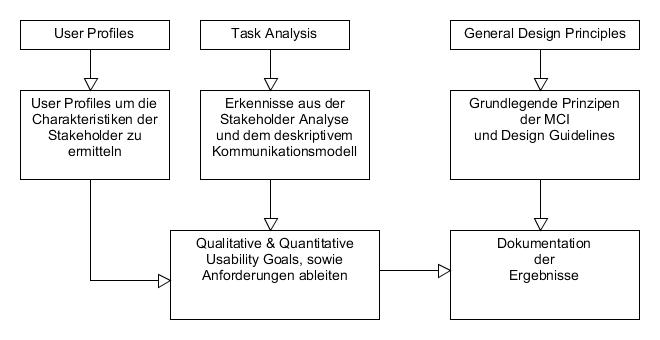 User Profiles
Task Analysis
General Design Principles
User Profiles um die
Charakteristiken der
Stakeholder zu
ermitteln
Erkennisse aus der
Stakeholder Analyse
und dem deskriptivem
Kommunikationsmodell
Grundlegende Prinzipen
der MCI
und Design Guidelines
Qualitative & Quantitative
Usability Goals, sowie
Anforderungen ableiten
Dokumentation
der
Ergebnisse